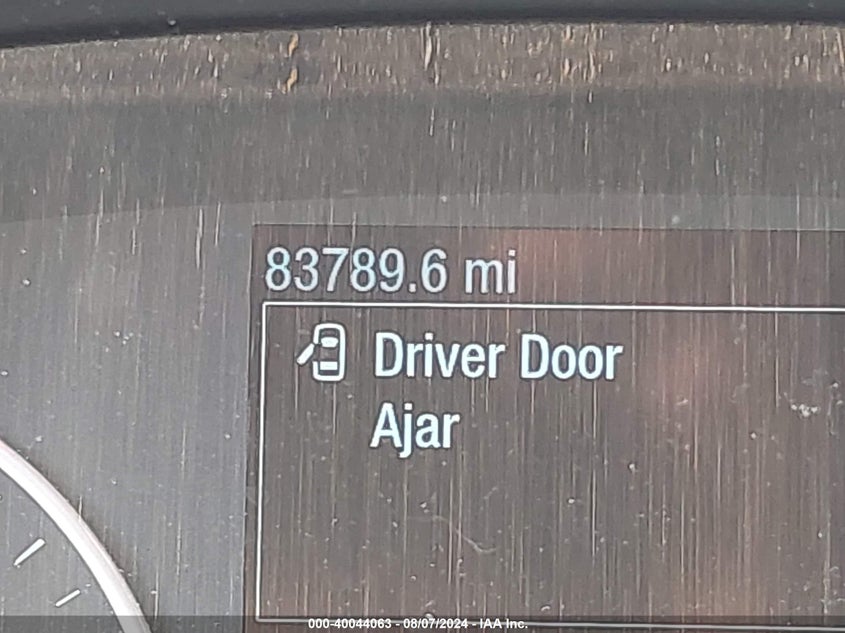 83789.6 mi
Driver Door
Ajar
000-40044063 - 08/07/2024 - IAA Inc.